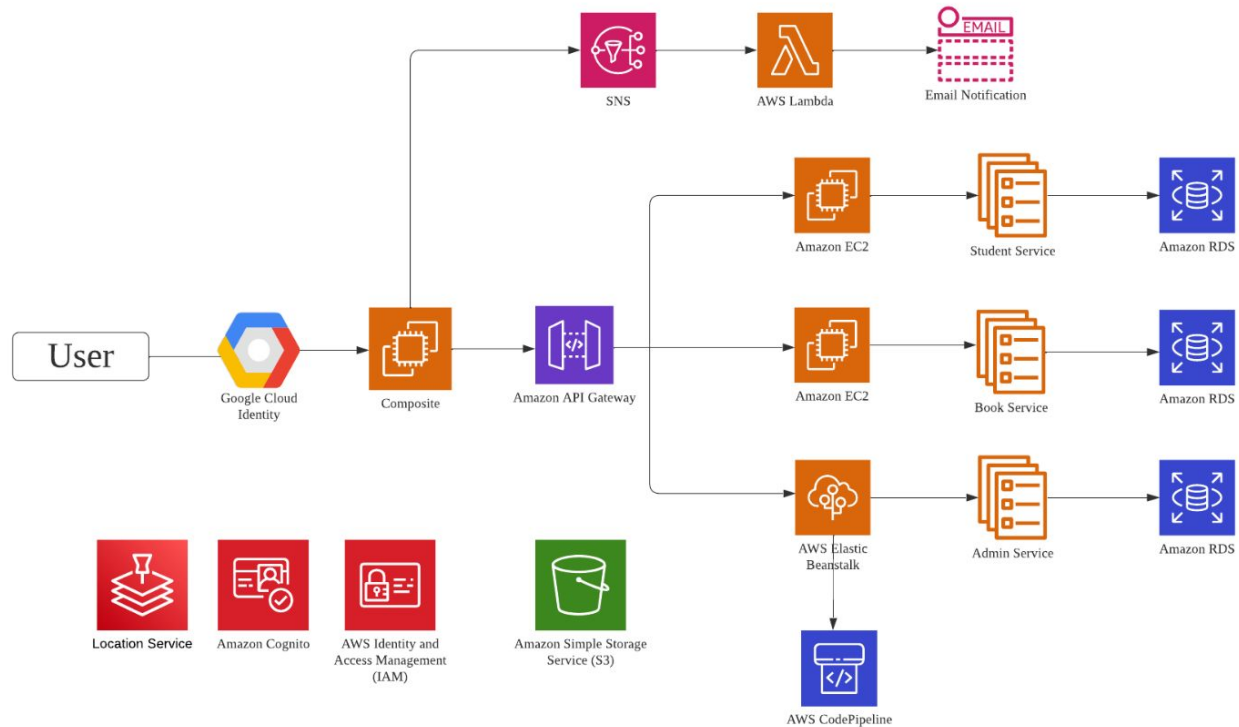 EMAIL
SNS
AWS Lambda
Email Notification
Amazon EC2
Student Service
Amazon RDS
User
Google Cloud
Identity
Composite
</>
Amazon API Gateway
Amazon EC2
Book Service
Amazon RDS
AWS Elastic
Beanstalk
Admin Service
Amazon RDS
Location Service
Amazon Cognito
AWS Identity and
Access Management
(IAM)
Amazon Simple Storage
Service (S3)
</>
AWS CodePipeline